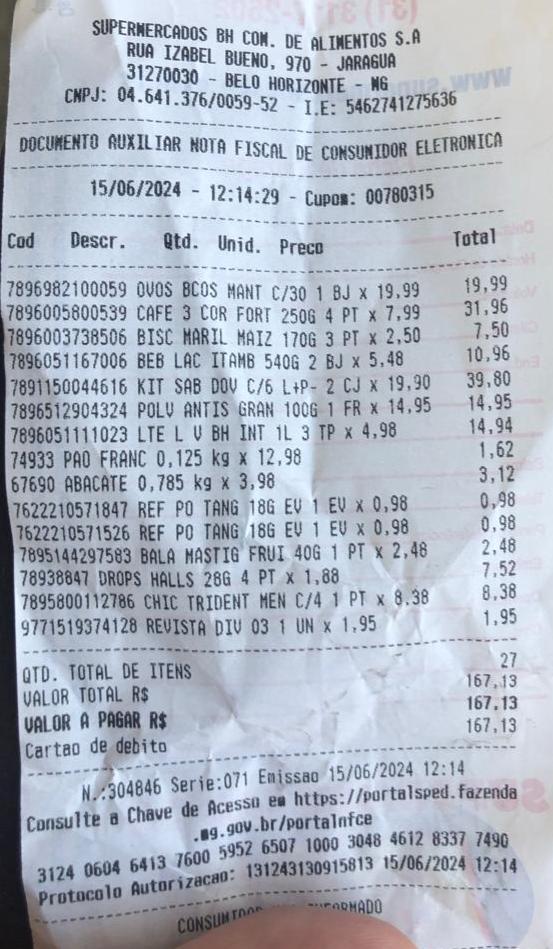 SUPERMERCADOS BH COM. DE ALIMENTOS S.A
RUA IZABEL BUENO, 970 - JARAGUA
31270030 - BELO HORIZONTE - MG
CNPJ: 04.641.376/0059-52 - I.E: 5462741275636
DOCUMENTO AUXILIAR NOTA FISCAL DE CONSUMIDOR ELETRONICA
15/06/2024 - 12:14:29 - Cupom: 00780315
Cod Descr. Qtd. Unid. Preco Total
7896982100059 OVOS BCOS MANT C/30 1 BJ x 19,99 19,99
7896005800539 CAFE 3 COR FORT 250G 4 PT x 7,99 31,96
7896003738506 BISC MARIL MAIZ 170G 3 PT x 2,50 7,50
7896051167006 BEB LAC ITAMB 540G 2 BJ x 5,48 10,96
7891150044616 KIT SAB DOV C/6 L+P- 2 CJ x 19,90 39,80
7896512904324 POLV ANTIS GRAN 100G 1 FR x 14,95 14,95
7896051111023 LTE L V BH INT 1L 3 TP x 4,98 14,94
74933 PAO FRANC 0,125 kg x 12,98 1,62
67690 ABACATE 0,785 kg x 3,98 3,12
7622210571847 REF PO TANG 18G EV 1 EV x 0,98 0,98
7622210571526 REF PO TANG 18G EV 1 EV x 0,98 0,98
7895144297583 BALA MASTIG FRUI 40G 1 PT x 2,48 2,48
78938847 DROPS HALLS 28G 4 PT x 1,88 7,52
7895800112786 CHIC TRIDENT MEN C/4 1 PT x 8,38 8,38
9771519374128 REVISTA DIV 03 1 UN x 1,95 1,95
QTD. TOTAL DE ITENS 27
VALOR TOTAL R$ 167,13
VALOR A PAGAR R$ 167,13
Cartao de debito 167,13
N.:304846 Serie:071 Emissao 15/06/2024 12:14
Consulte a Chave de Acesso em https://portalsped.fazenda
.mg.gov.br/portalnfce
3124 0604 6413 7600 5952 6507 1000 3048 4612 8337 7490
Protocolo Autorizacao: 131243130915813 15/06/2024 12:14